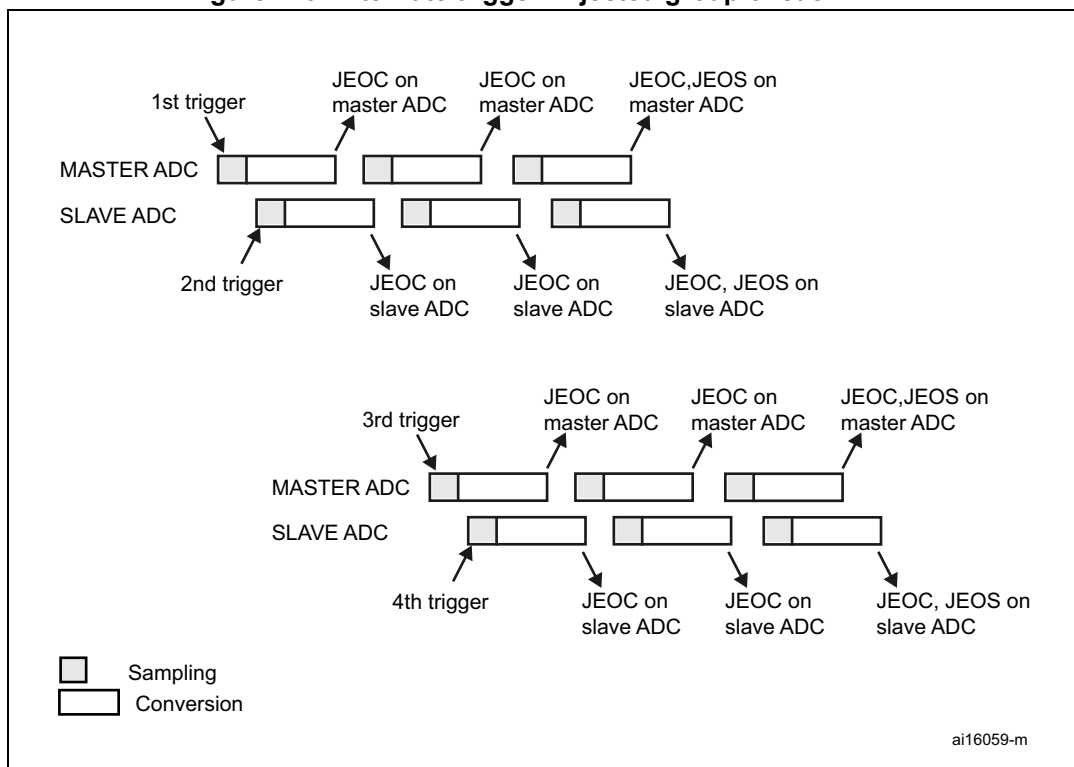 JEOC on
master ADC
JEOC on
master ADC
JEOC,JEOS on
master ADC
1st trigger
MASTER ADC
SLAVE ADC
2nd trigger
JEOC on
slave ADC
JEOC on
slave ADC
JEOC, JEOS on
slave ADC
JEOC on
master ADC
JEOC on
master ADC
JEOC,JEOS on
master ADC
3rd trigger
MASTER ADC
SLAVE ADC
4th trigger
JEOC on
slave ADC
JEOC on
slave ADC
JEOC, JEOS on
slave ADC
Sampling
Conversion
ai16059-m